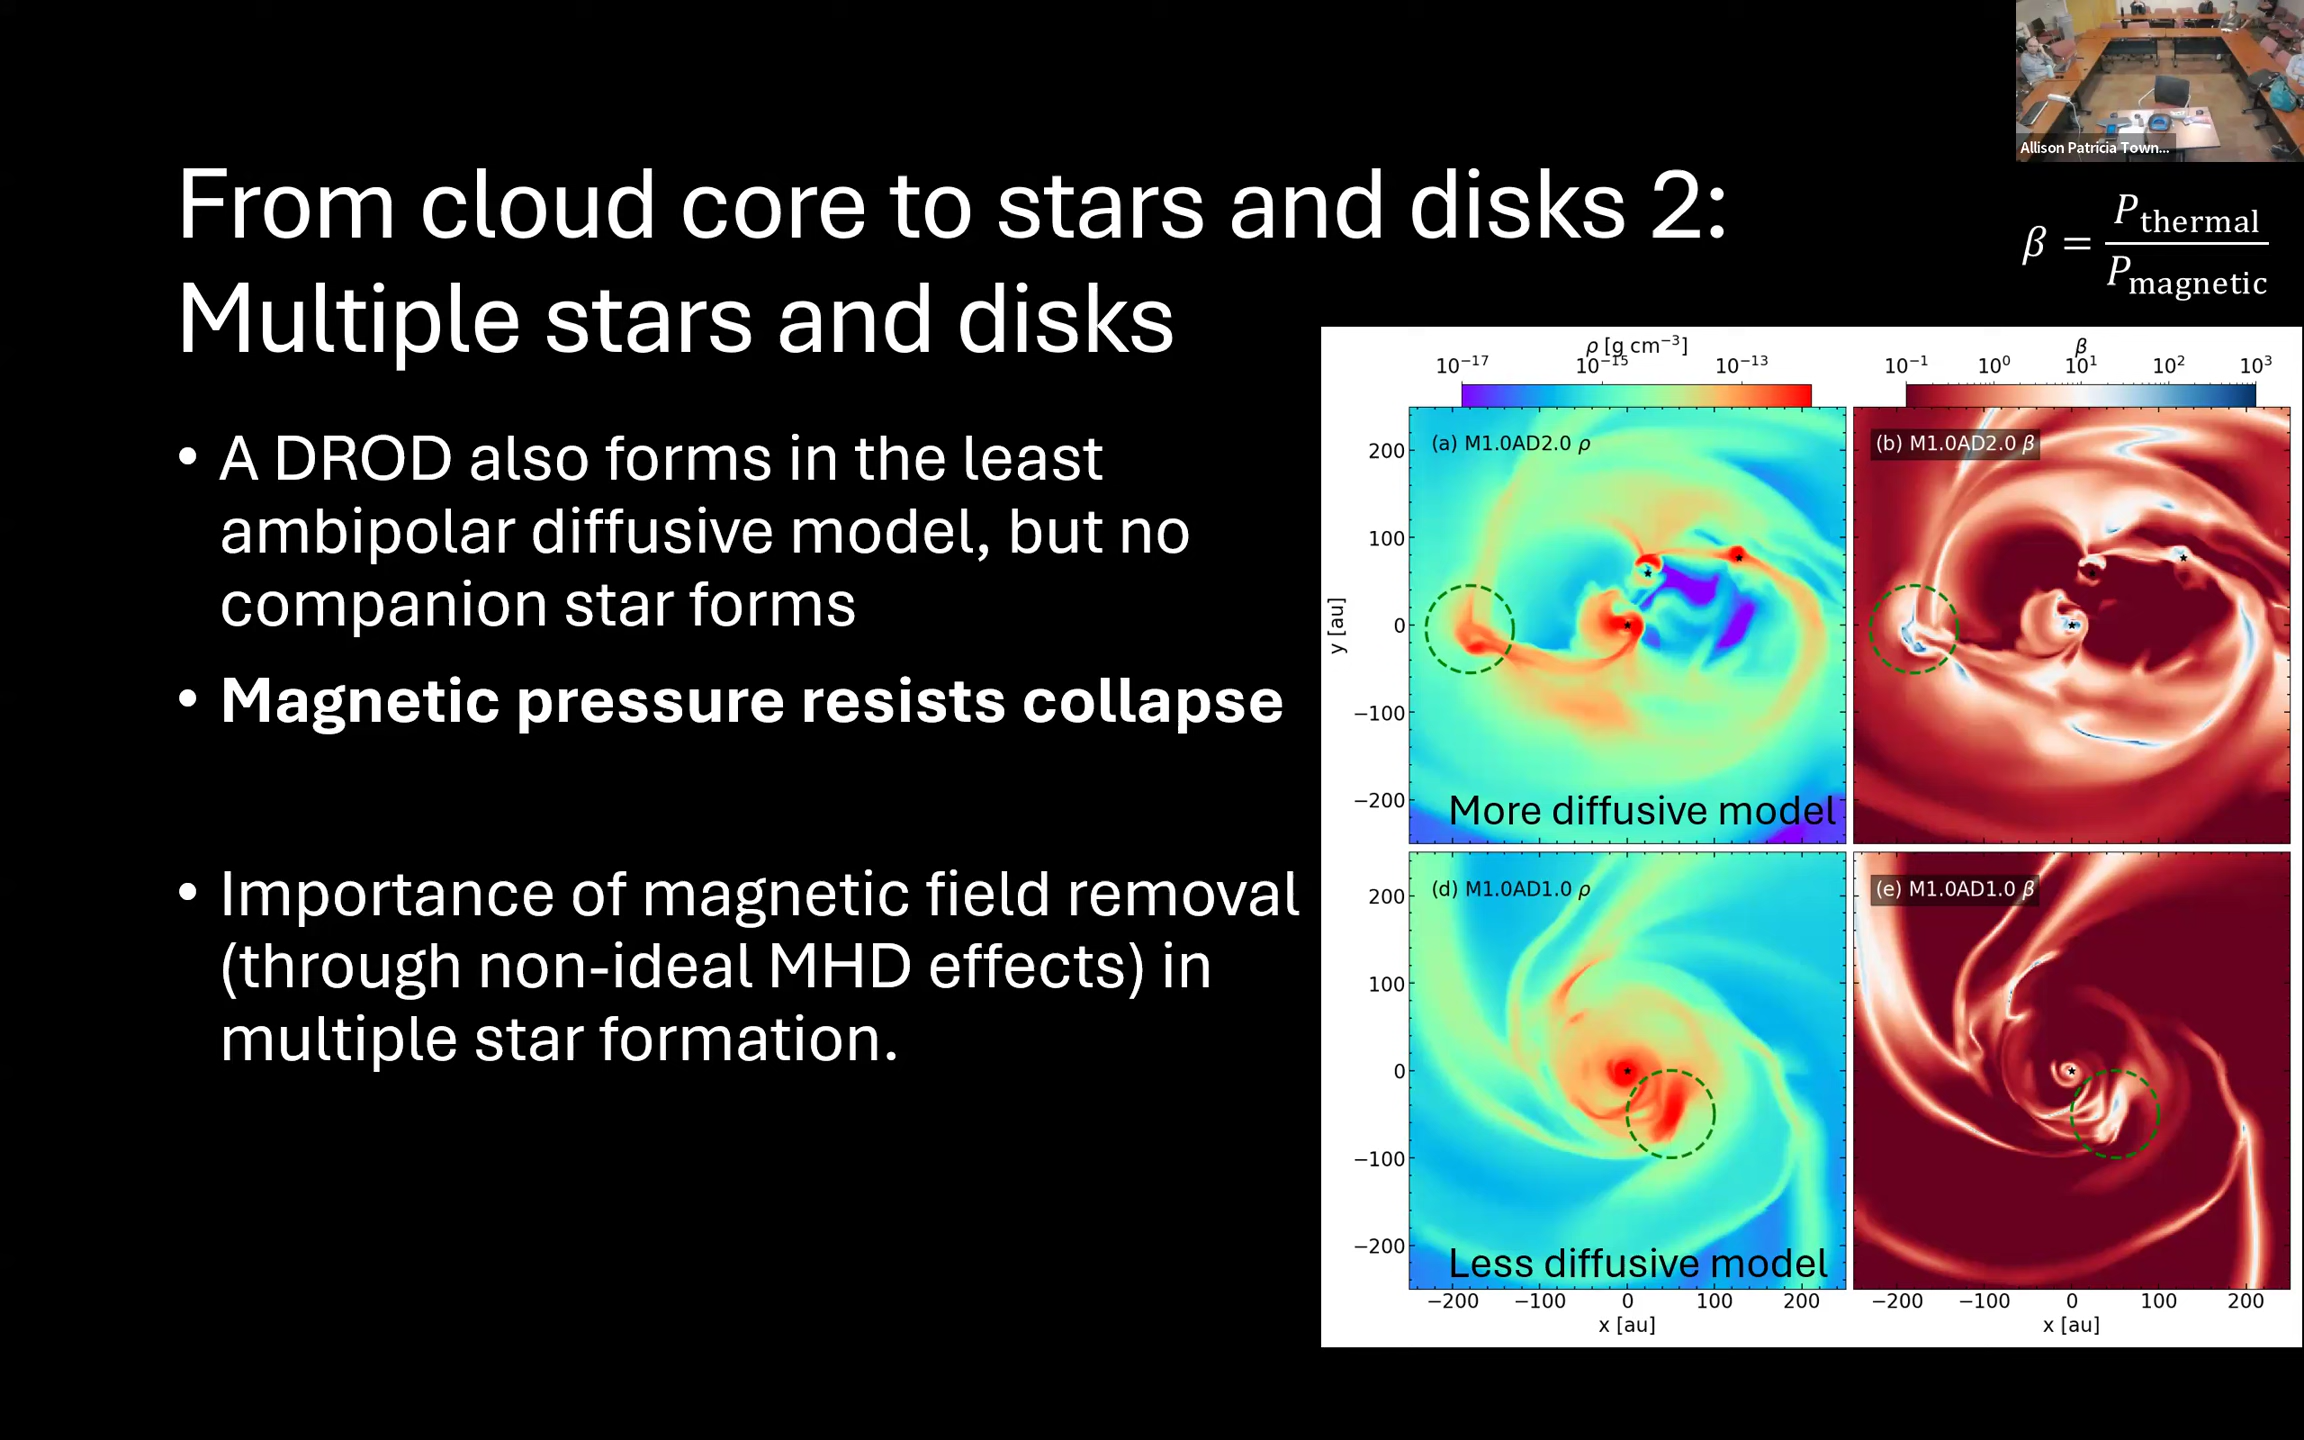 Allison Patricia Town...
From cloud core to stars and disks 2:
Multiple stars and disks
β = P_thermal / P_magnetic
• A DROD also forms in the least
ambipolar diffusive model, but no
companion star forms
• Magnetic pressure resists collapse
• Importance of magnetic field removal
(through non-ideal MHD effects) in
multiple star formation.
ρ [g cm⁻³]
10⁻¹⁷ 10⁻¹⁵ 10⁻¹³
β
10⁻¹ 10⁰ 10¹ 10² 10³
(a) M1.0AD2.0 ρ
(b) M1.0AD2.0 β
200
100
0
−100
−200
y [au]
More diffusive model
(d) M1.0AD1.0 ρ
(e) M1.0AD1.0 β
200
100
0
−100
−200
Less diffusive model
−200 −100 0 100 200
x [au]
−200 −100 0 100 200
x [au]